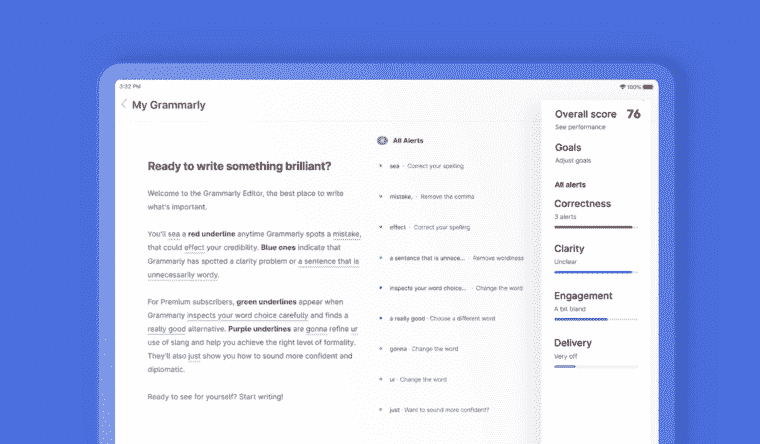 3:32 PM
100%
My Grammarly
Ready to write something brilliant?
Welcome to the Grammarly Editor, the best place to write
what's important.
You'll sea a red underline anytime Grammarly spots a mistake,
that could effect your credibility. Blue ones indicate that
Grammarly has spotted a clarity problem or a sentence that is
unnecessarily wordy.
For Premium subscribers, green underlines appear when
Grammarly inspects your word choice carefully and finds a
really good alternative. Purple underlines are gonna refine ur
use of slang and help you achieve the right level of formality.
They'll also just show you how to sound more confident and
diplomatic.
Ready to see for yourself? Start writing!
All Alerts
sea · Correct your spelling
mistake, · Remove the comma
effect · Correct your spelling
a sentence that is unnece... · Remove wordiness
inspacts your word choice... · Change the word
a really good · Choose a different word
gonna · Change the word
ur · Change the word
just · Want to sound more confident?
Overall score 76
See performance
Goals
Adjust goals
All alerts
Correctness
3 alerts
Clarity
Unclear
Engagement
A bit bland
Delivery
Very off